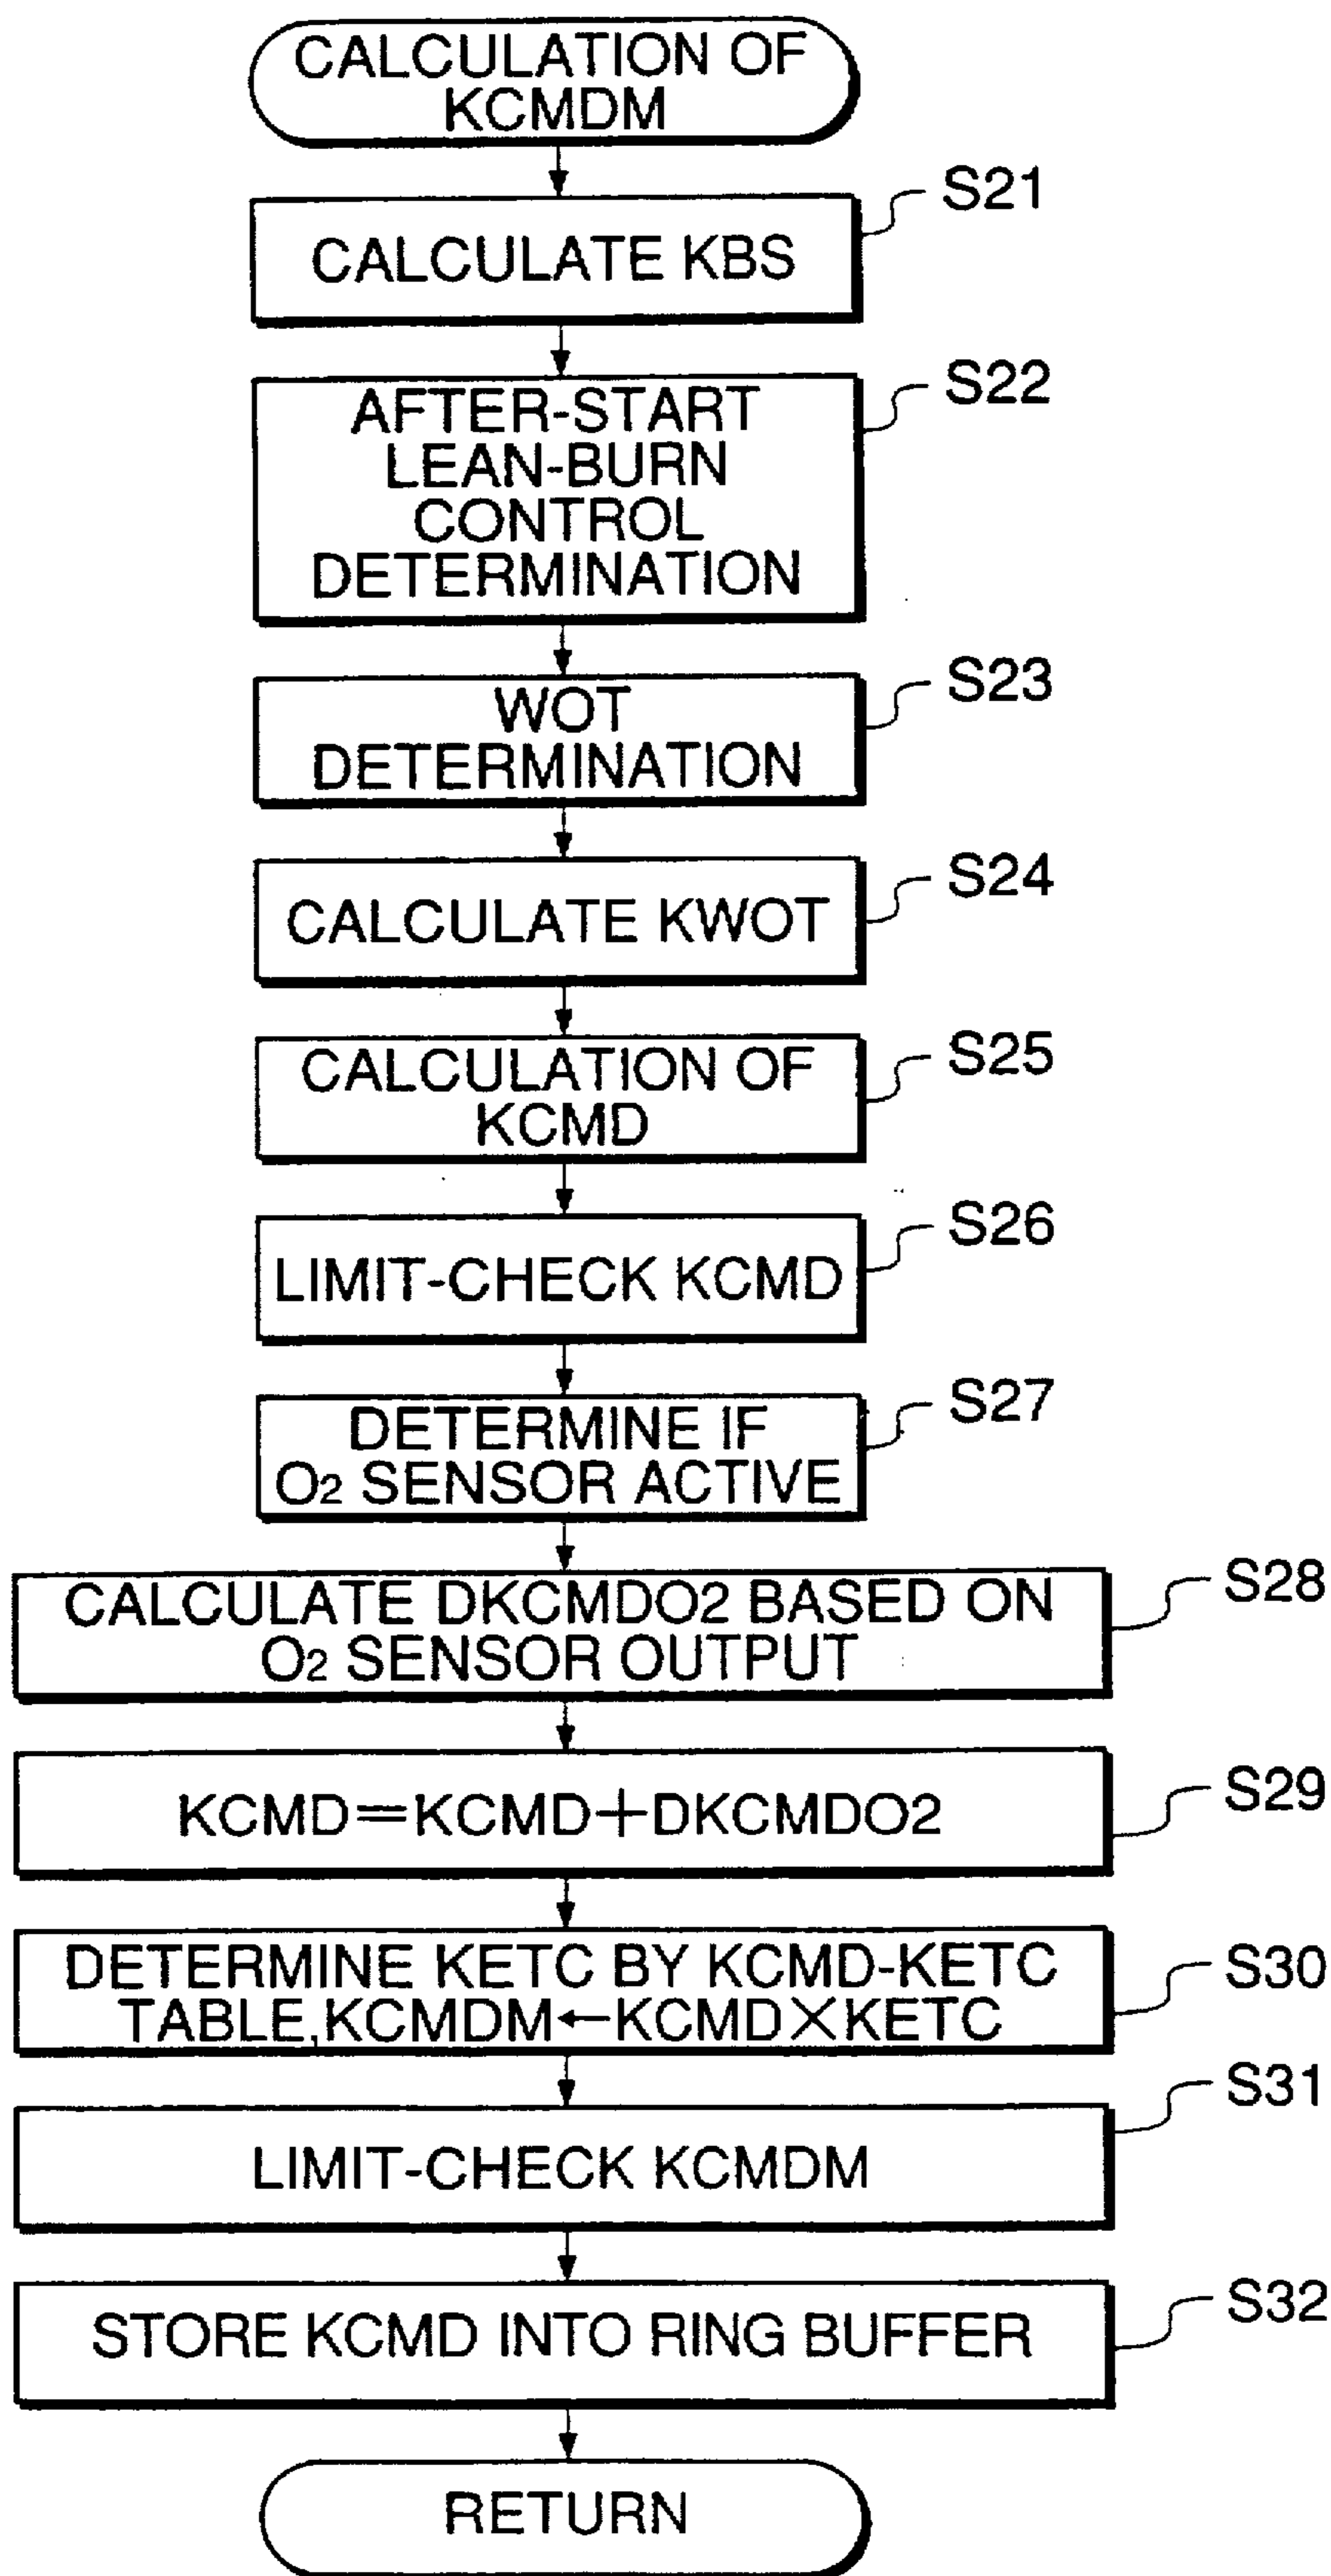 CALCULATION OF
KCMDM
S21
CALCULATE KBS
S22
AFTER-START
LEAN-BURN
CONTROL
DETERMINATION
S23
WOT
DETERMINATION
S24
CALCULATE KWOT
S25
CALCULATION OF
KCMD
S26
LIMIT-CHECK KCMD
S27
DETERMINE IF
O2 SENSOR ACTIVE
S28
CALCULATE DKCMDO2 BASED ON
O2 SENSOR OUTPUT
S29
KCMD=KCMD+DKCMDO2
S30
DETERMINE KETC BY KCMD-KETC
TABLE,KCMDM←KCMD×KETC
S31
LIMIT-CHECK KCMDM
S32
STORE KCMD INTO RING BUFFER
RETURN